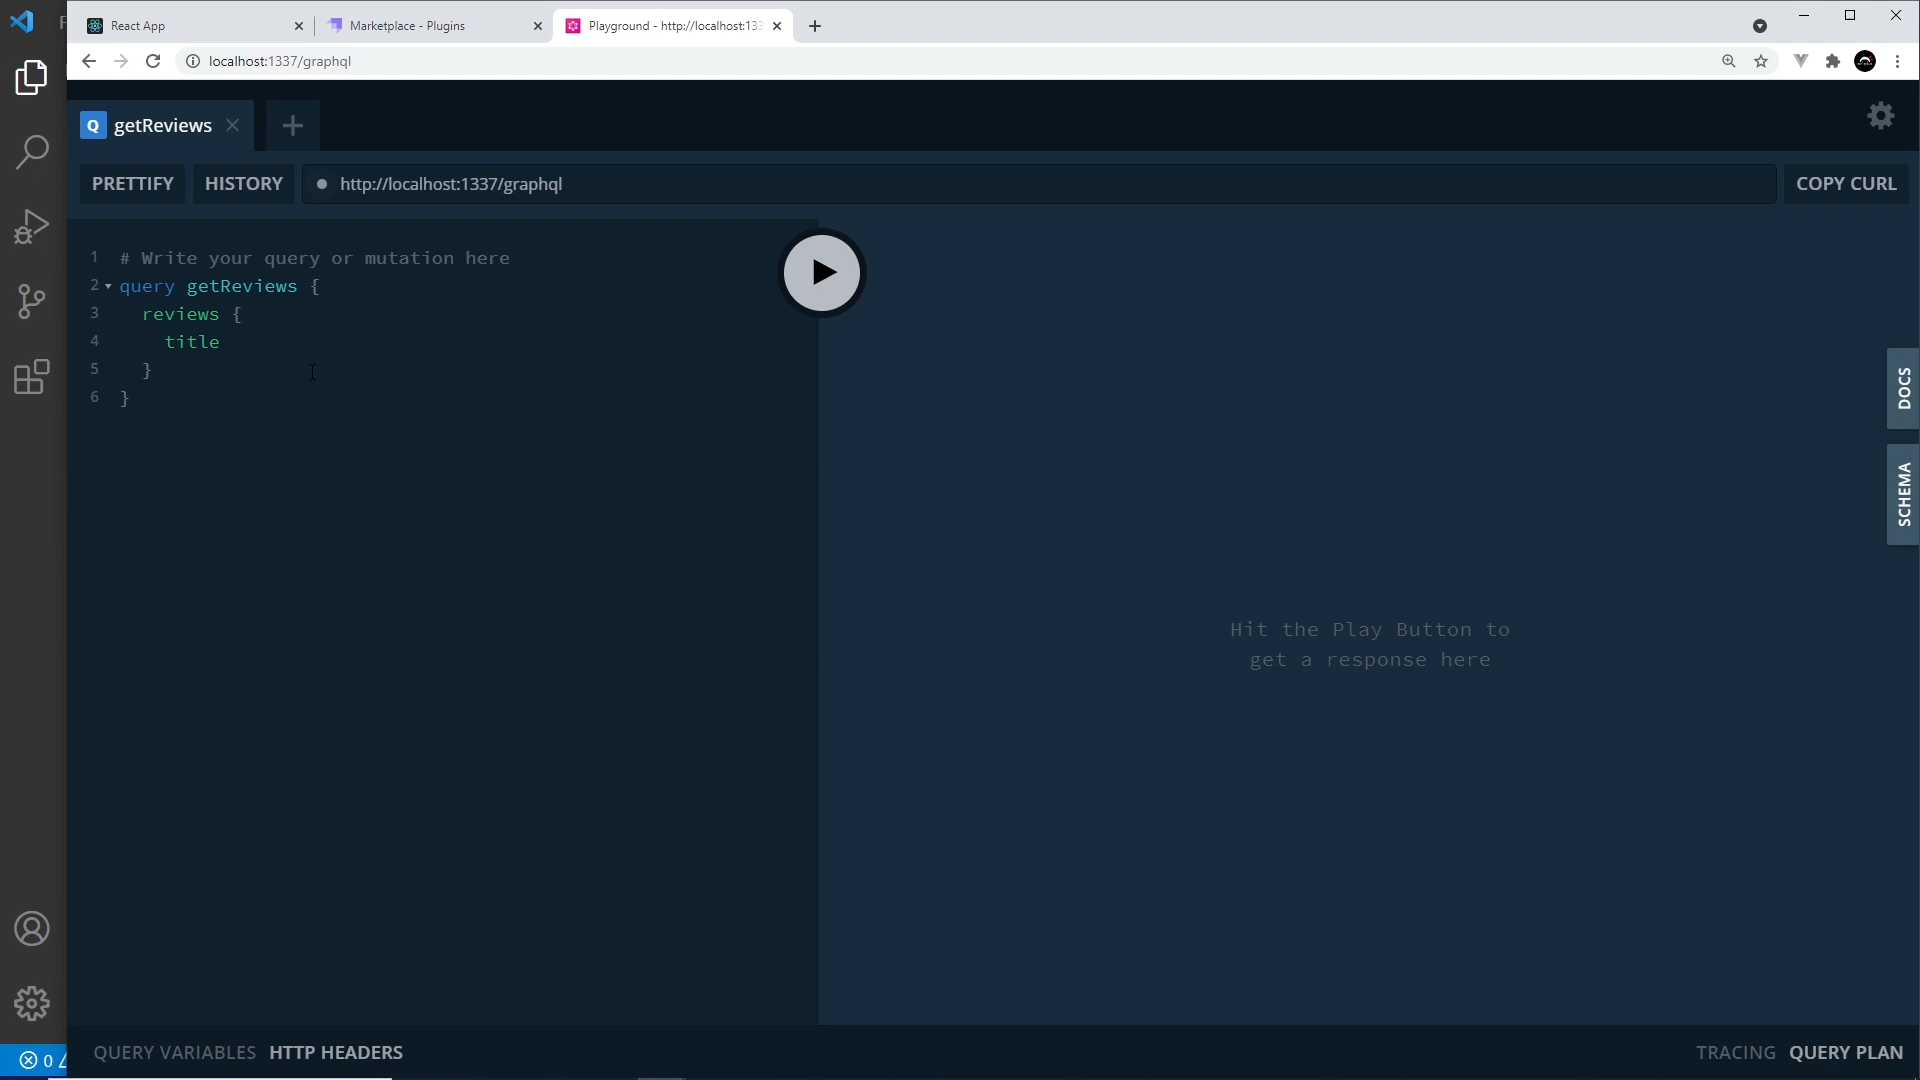 F
React App
Marketplace - Plugins
Playground - http://localhost:133
localhost:1337/graphql
Q getReviews
PRETTIFY
HISTORY
http://localhost:1337/graphql
COPY CURL
1 # Write your query or mutation here
2 query getReviews {
3 reviews {
4 title
5 }
6 }
DOCS
SCHEMA
Hit the Play Button to
get a response here
QUERY VARIABLES HTTP HEADERS
TRACING QUERY PLAN
0